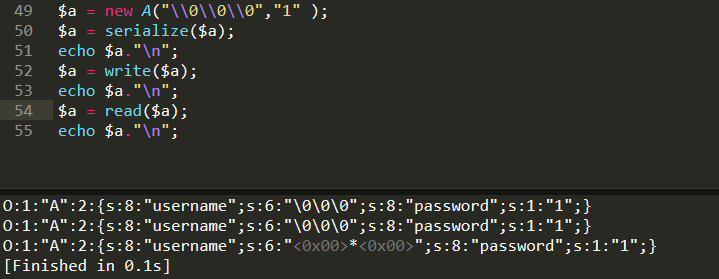 49 $a = new A("\\0\\0\\0","1" );
50 $a = serialize($a);
51 echo $a."\n";
52 $a = write($a);
53 echo $a."\n";
54 $a = read($a);
55 echo $a."\n";
O:1:"A":2:{s:8:"username";s:6:"\0\0\0";s:8:"password";s:1:"1";}
O:1:"A":2:{s:8:"username";s:6:"\0\0\0";s:8:"password";s:1:"1";}
O:1:"A":2:{s:8:"username";s:6:"<0x00>*<0x00>";s:8:"password";s:1:"1";}
[Finished in 0.1s]